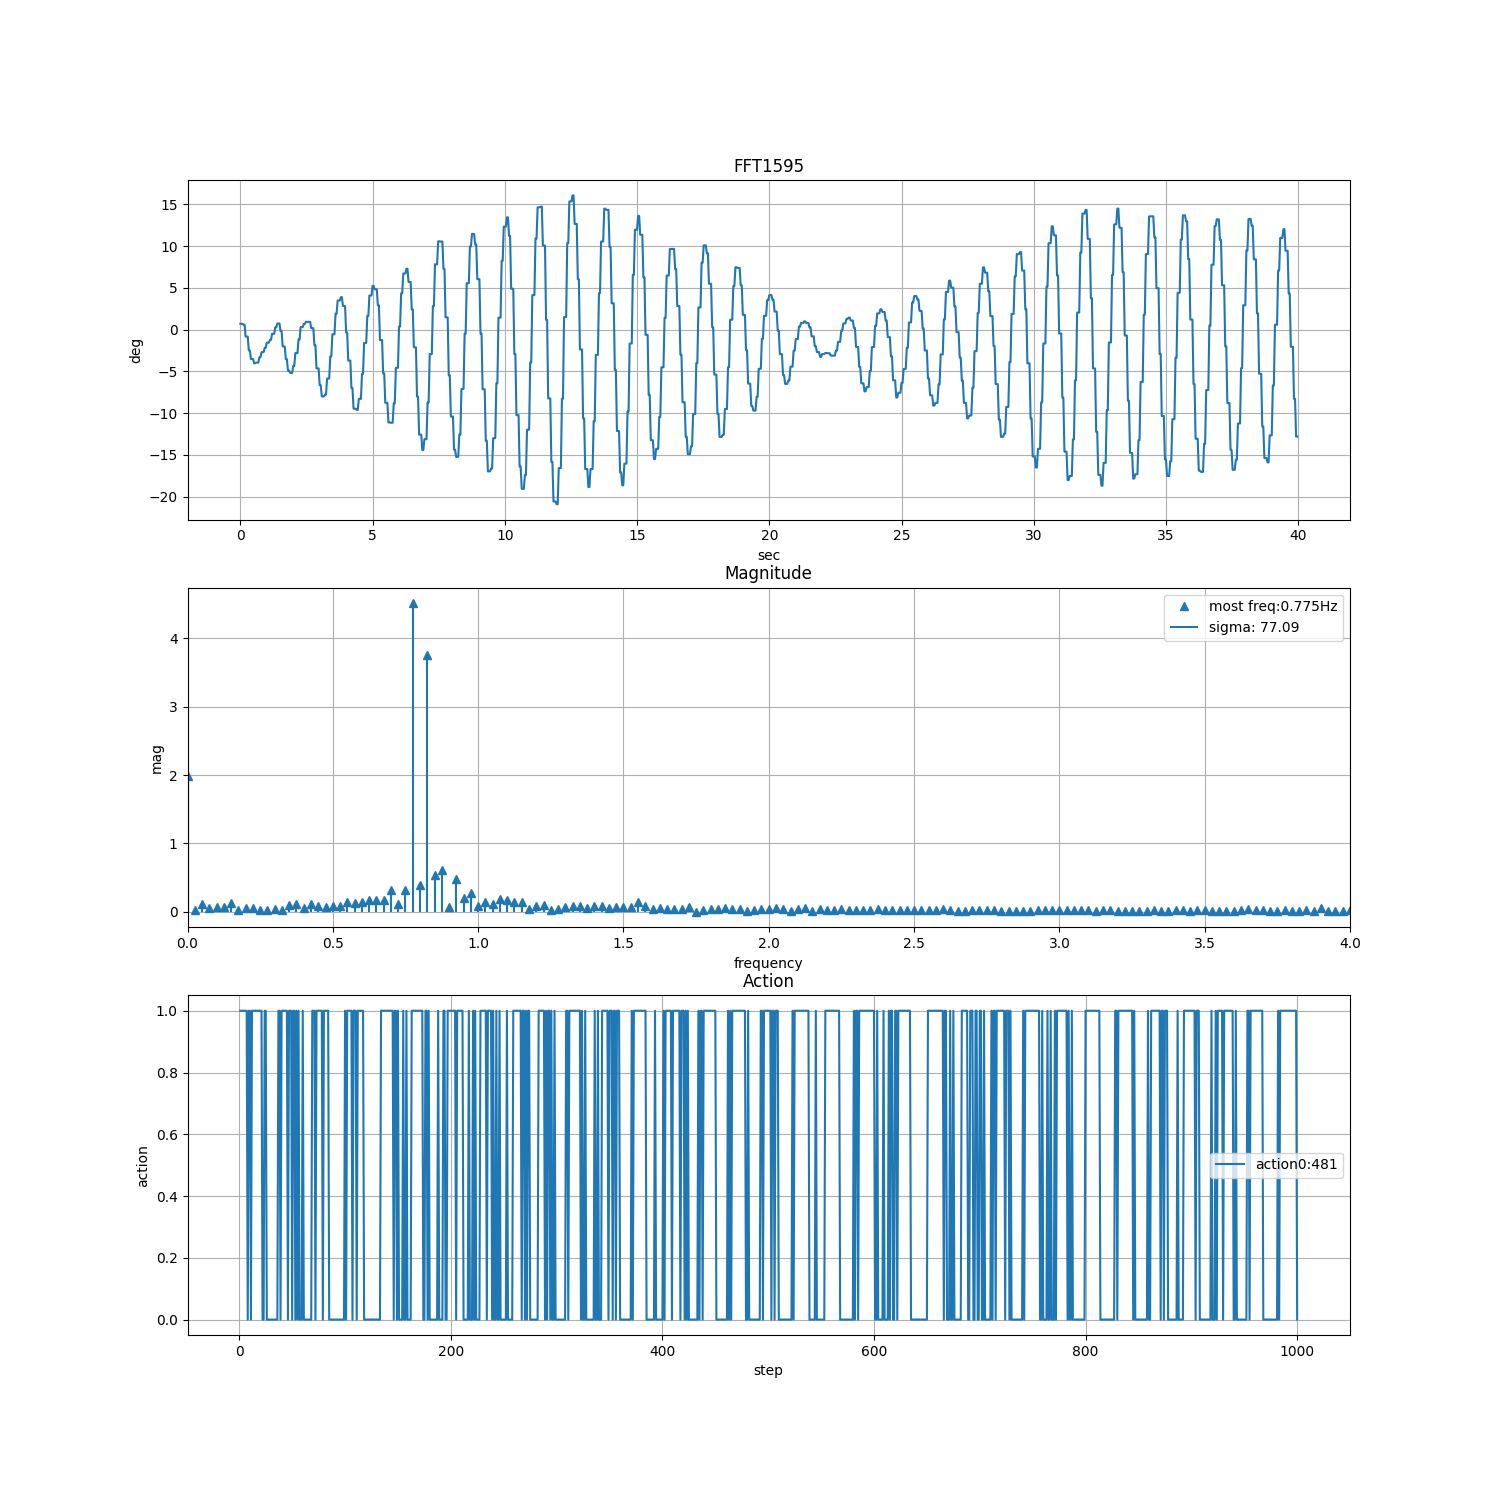 FFT1595
15
10
5
0
−5
−10
−15
−20
deg
0 5 10 15 20 25 30 35 40
sec
Magnitude
most freq:0.775Hz
sigma: 77.09
4
3
2
1
0
mag
0.0 0.5 1.0 1.5 2.0 2.5 3.0 3.5 4.0
frequency
Action
1.0
0.8
0.6
0.4
0.2
0.0
action
action0:481
0 200 400 600 800 1000
step